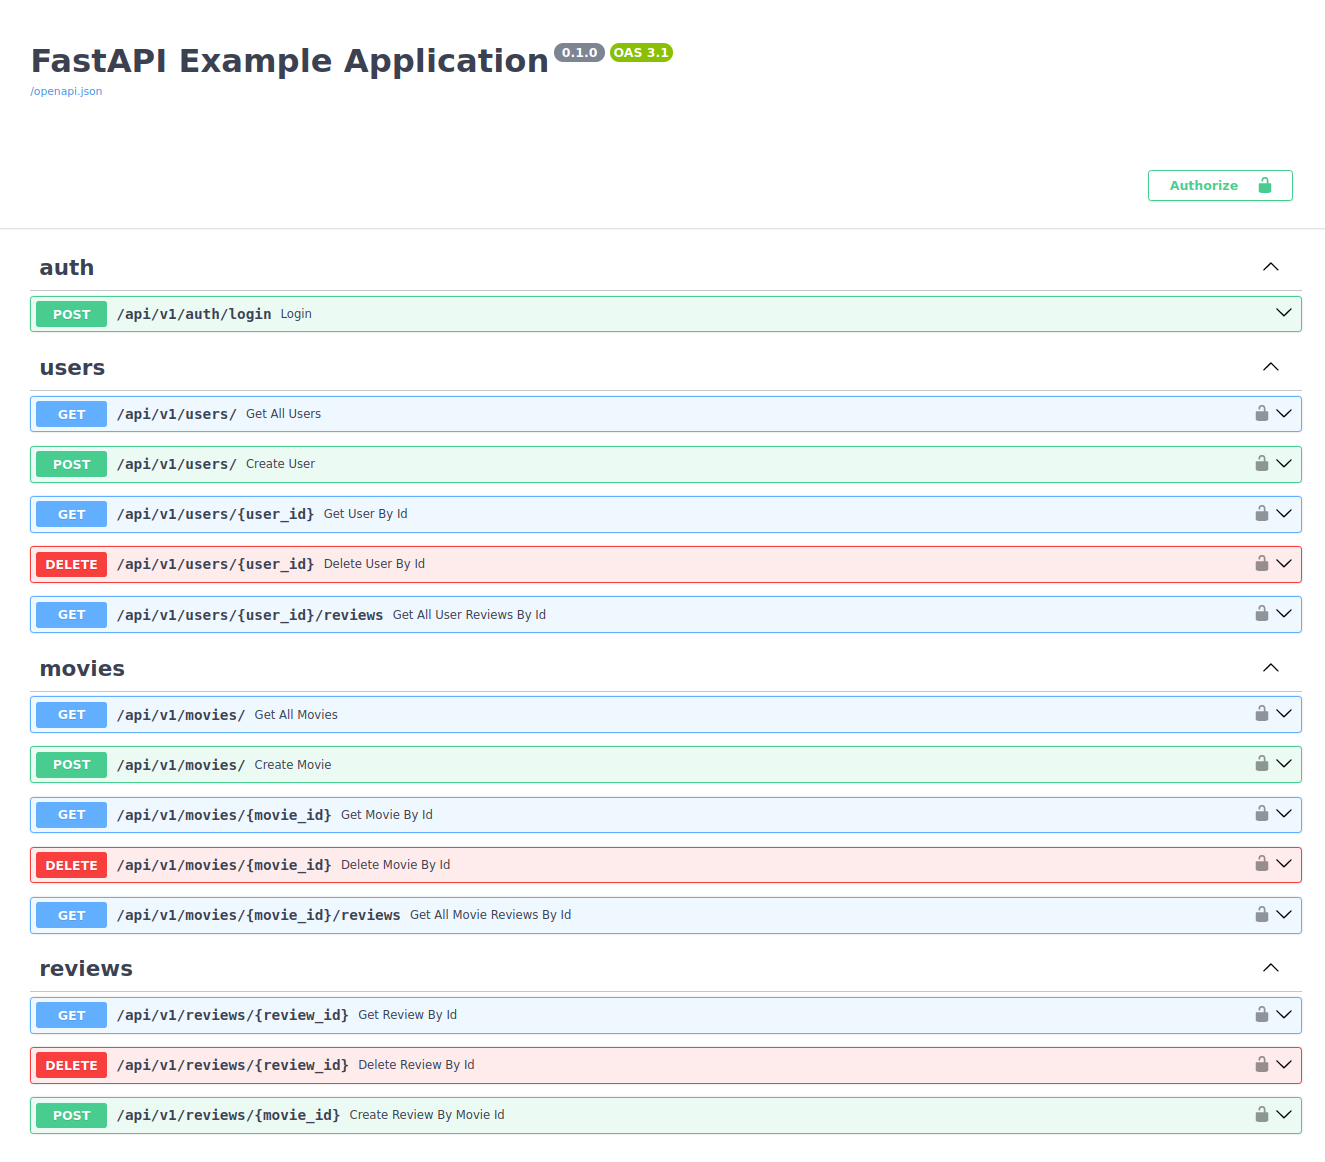 FastAPI Example Application 0.1.0 OAS 3.1
/openapi.json
Authorize
auth
POST /api/v1/auth/login Login
users
GET /api/v1/users/ Get All Users
POST /api/v1/users/ Create User
GET /api/v1/users/{user_id} Get User By Id
DELETE /api/v1/users/{user_id} Delete User By Id
GET /api/v1/users/{user_id}/reviews Get All User Reviews By Id
movies
GET /api/v1/movies/ Get All Movies
POST /api/v1/movies/ Create Movie
GET /api/v1/movies/{movie_id} Get Movie By Id
DELETE /api/v1/movies/{movie_id} Delete Movie By Id
GET /api/v1/movies/{movie_id}/reviews Get All Movie Reviews By Id
reviews
GET /api/v1/reviews/{review_id} Get Review By Id
DELETE /api/v1/reviews/{review_id} Delete Review By Id
POST /api/v1/reviews/{movie_id} Create Review By Movie Id